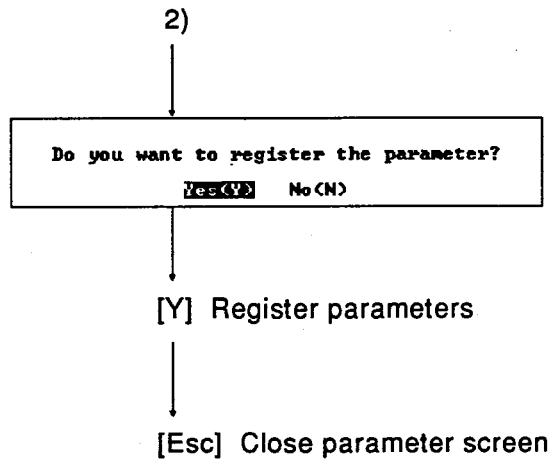 2)
Do you want to register the parameter?
Yes(Y) No(N)
[Y] Register parameters
[Esc] Close parameter screen